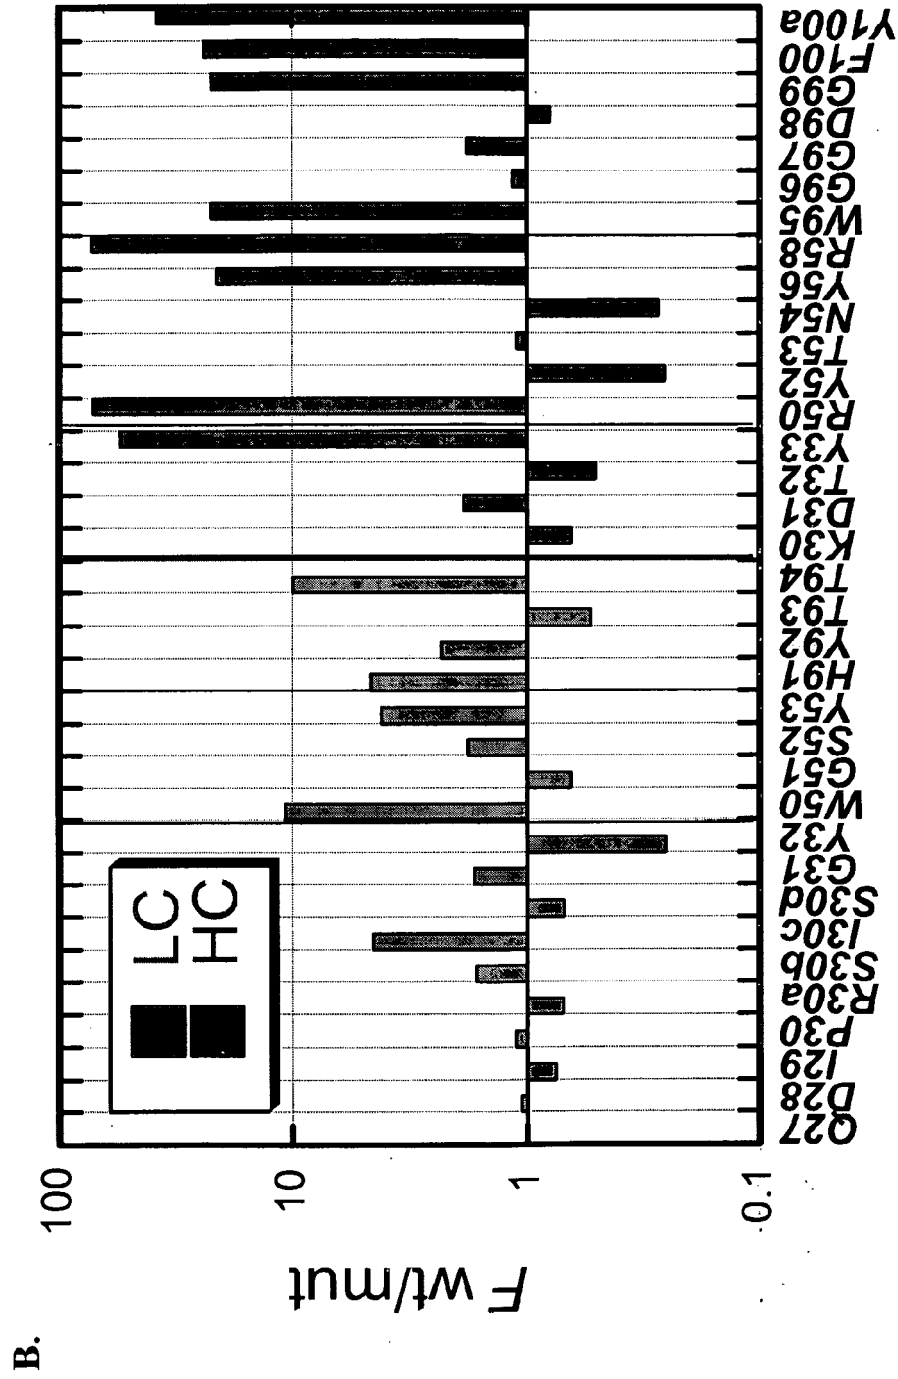 B.
F wt/mut
100
10
1
0.1
LC
HC
Q27
D28
I29
P30
R30a
S30b
I30c
S30d
G31
Y32
W50
G51
S52
Y53
H91
Y92
T93
T94
K30
D31
T32
Y33
R50
Y52
T53
N54
Y56
R58
W95
G96
G97
D98
G99
F100
Y100a